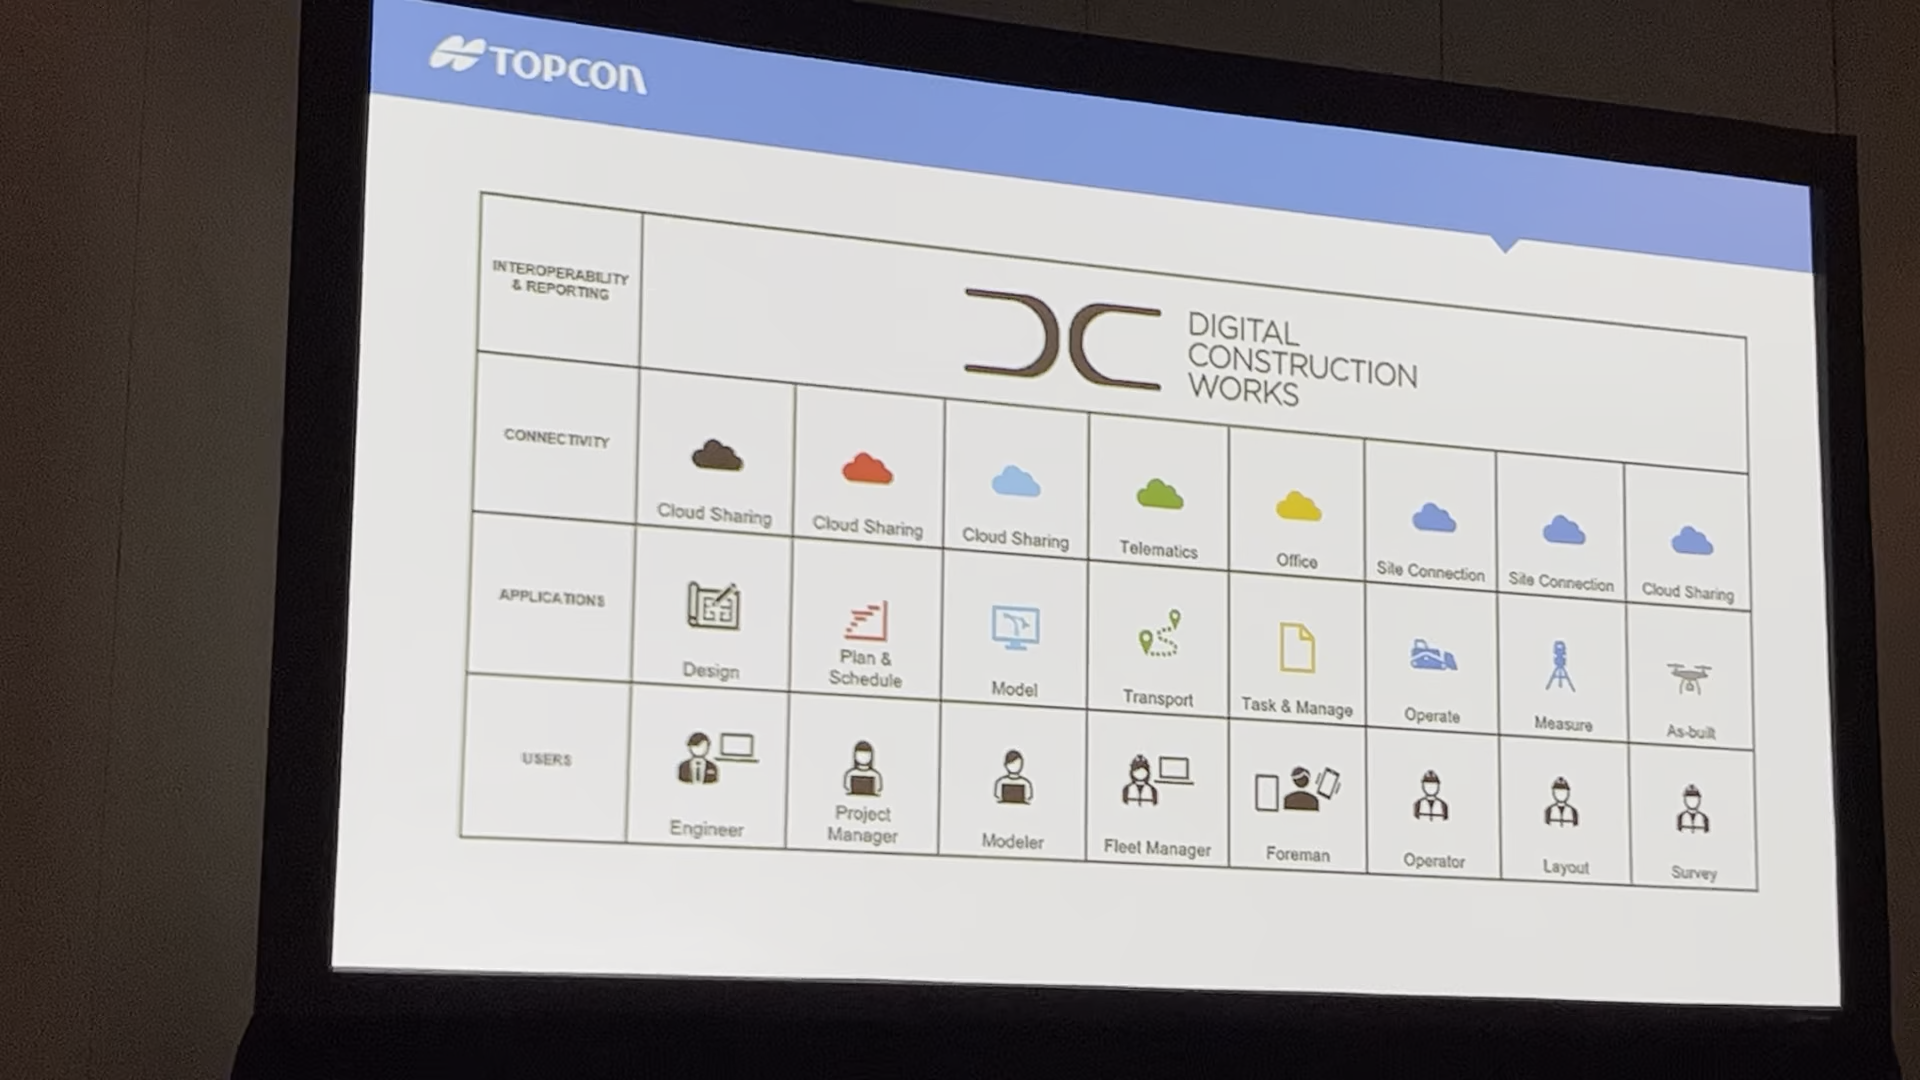 TOPCON
INTEROPERABILITY
& REPORTING
DIGITAL
CONSTRUCTION
WORKS
CONNECTIVITY
Cloud Sharing
Cloud Sharing
Cloud Sharing
Telematics
Office
Site Connection
Site Connection
Cloud Sharing
APPLICATIONS
Design
Plan &
Schedule
Model
Transport
Task & Manage
Operate
Measure
As-built
USERS
Engineer
Project
Manager
Modeler
Fleet Manager
Foreman
Operator
Layout
Survey